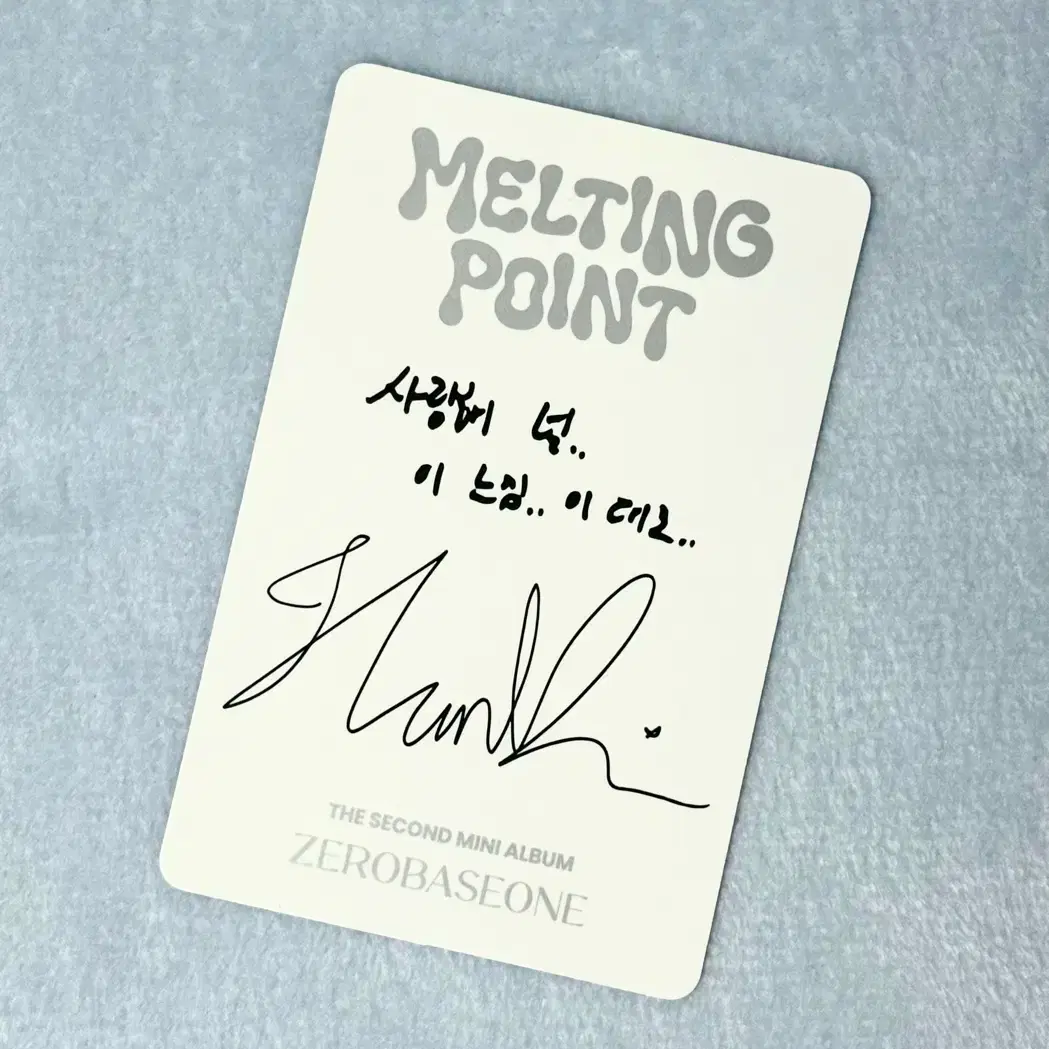 MELTING
POINT
사랑해 널..
이 느낌.. 이 대로..
THE SECOND MINI ALBUM
ZEROBASEONE